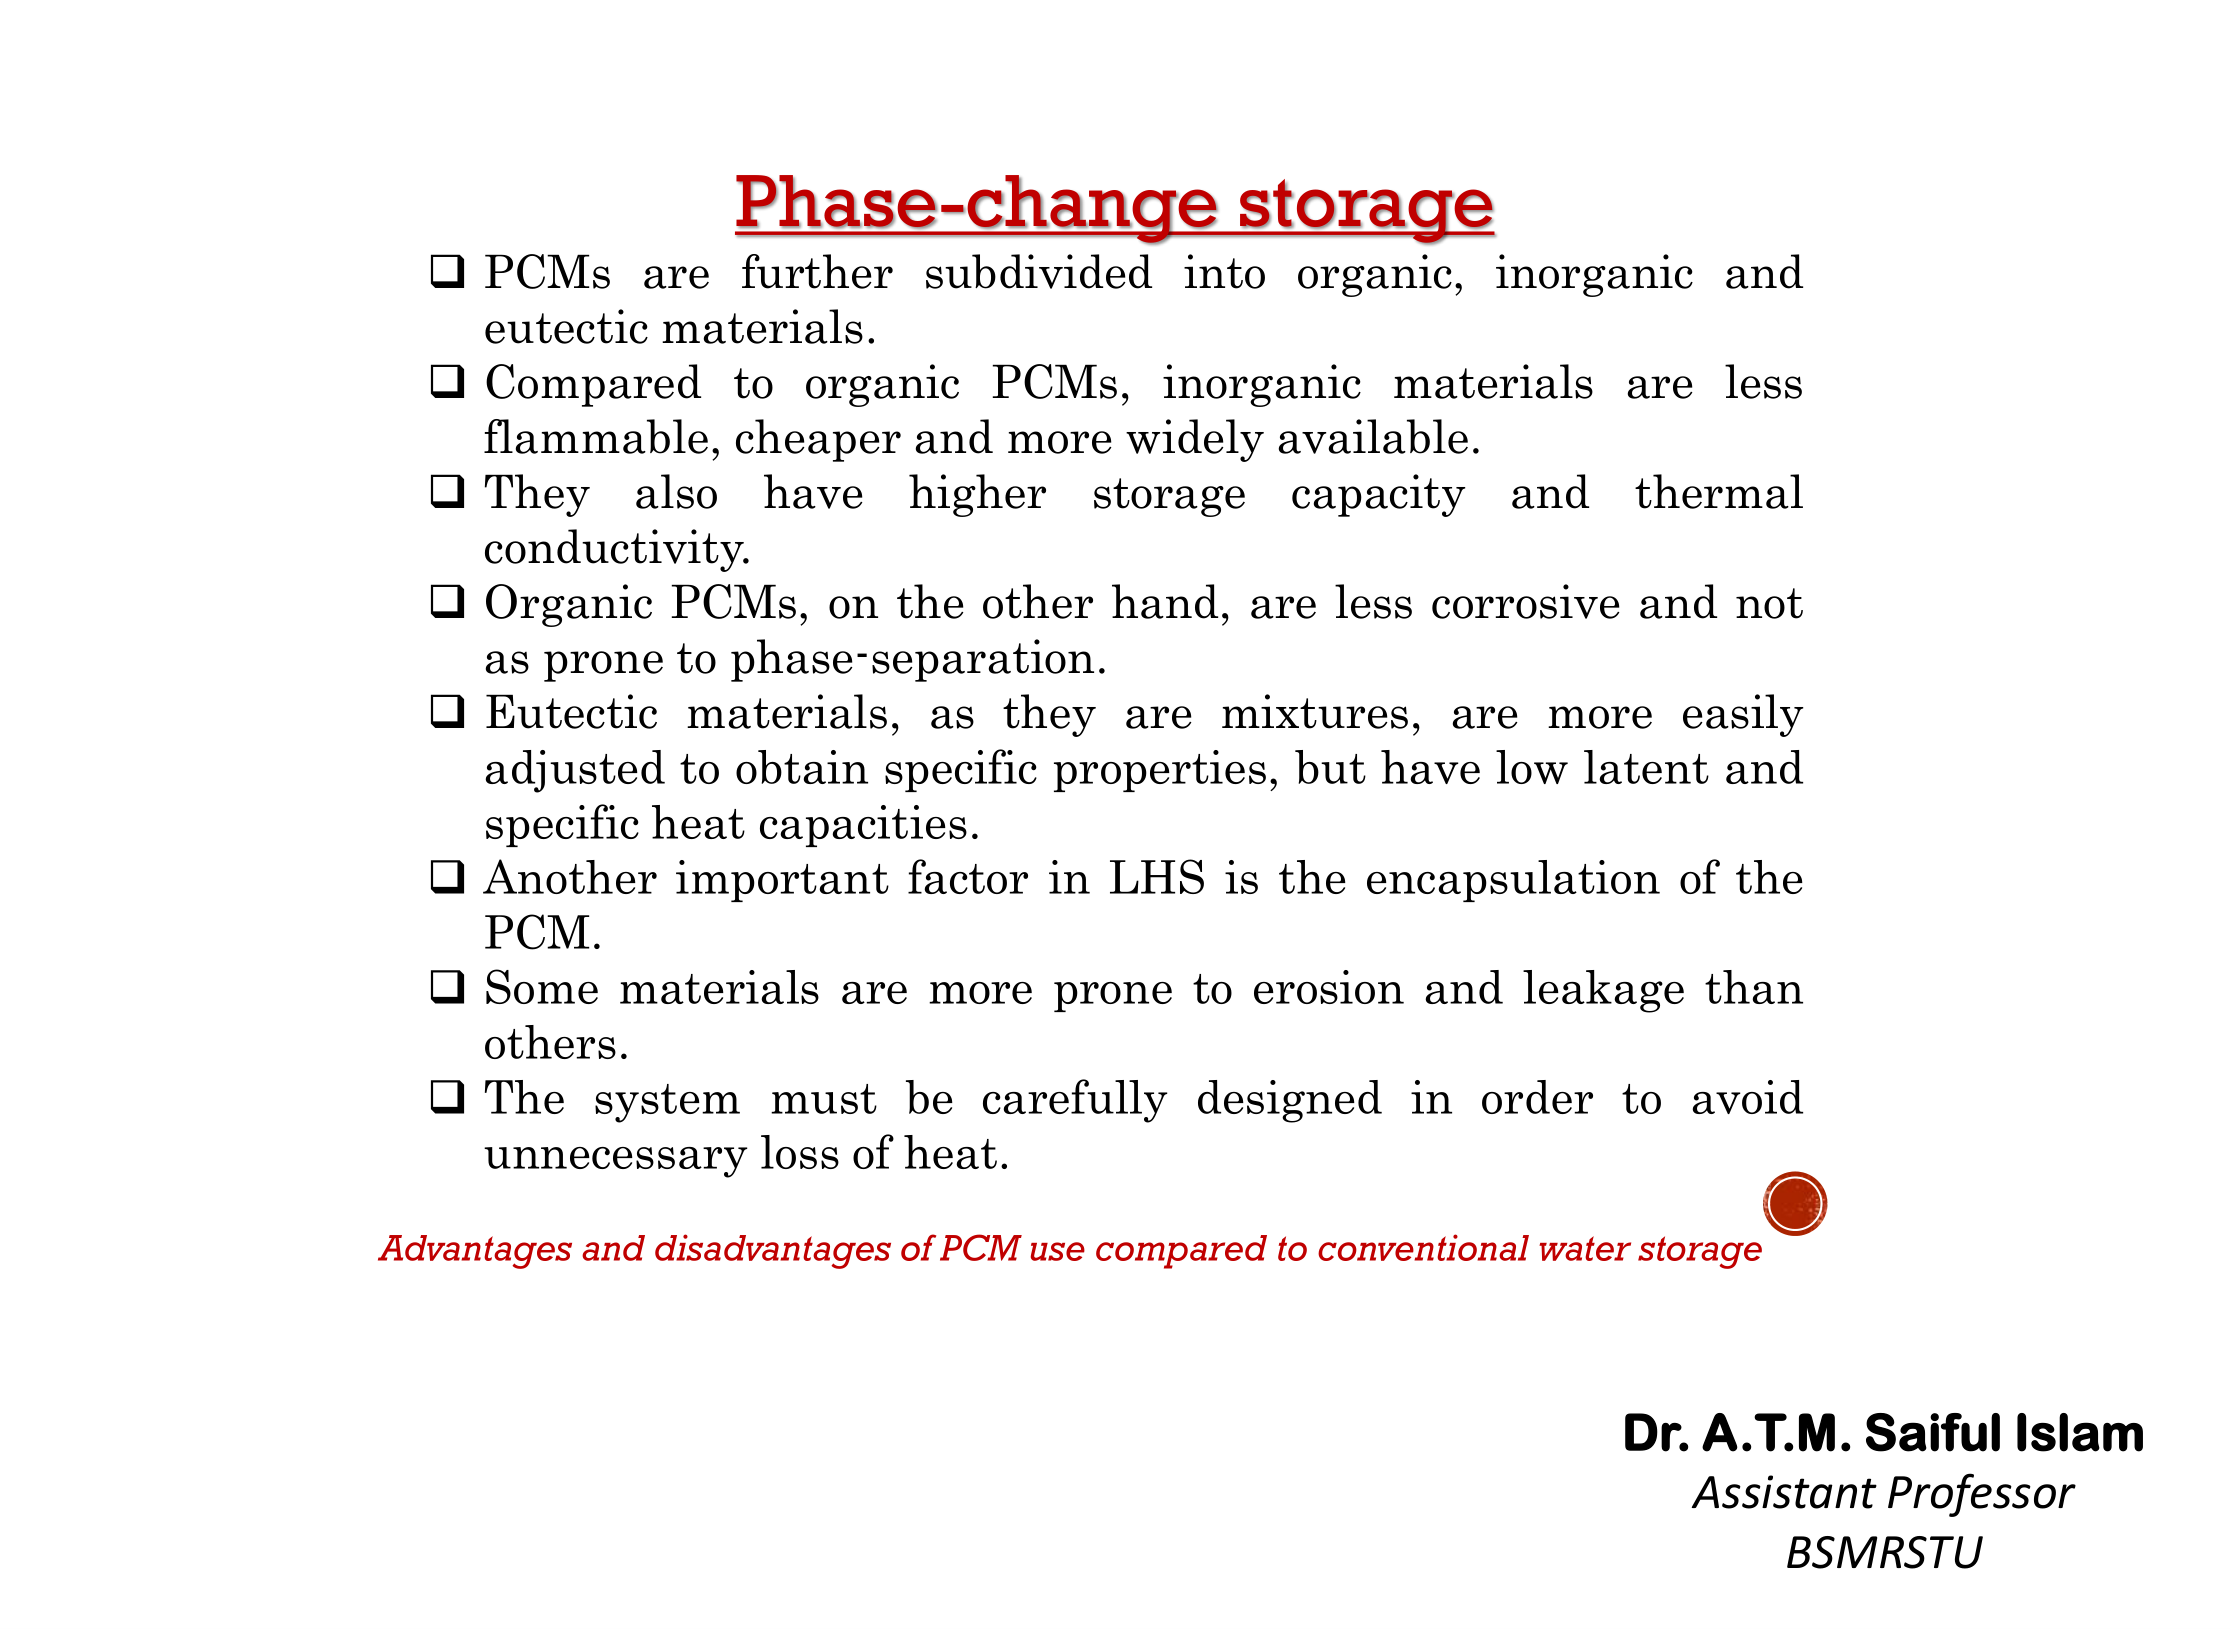 Phase-change storage
❑ PCMs are further subdivided into organic, inorganic and
eutectic materials.
❑ Compared to organic PCMs, inorganic materials are less
flammable, cheaper and more widely available.
❑ They also have higher storage capacity and thermal
conductivity.
❑ Organic PCMs, on the other hand, are less corrosive and not
as prone to phase-separation.
❑ Eutectic materials, as they are mixtures, are more easily
adjusted to obtain specific properties, but have low latent and
specific heat capacities.
❑ Another important factor in LHS is the encapsulation of the
PCM.
❑ Some materials are more prone to erosion and leakage than
others.
❑ The system must be carefully designed in order to avoid
unnecessary loss of heat.
Advantages and disadvantages of PCM use compared to conventional water storage
Dr. A.T.M. Saiful Islam
Assistant Professor
BSMRSTU